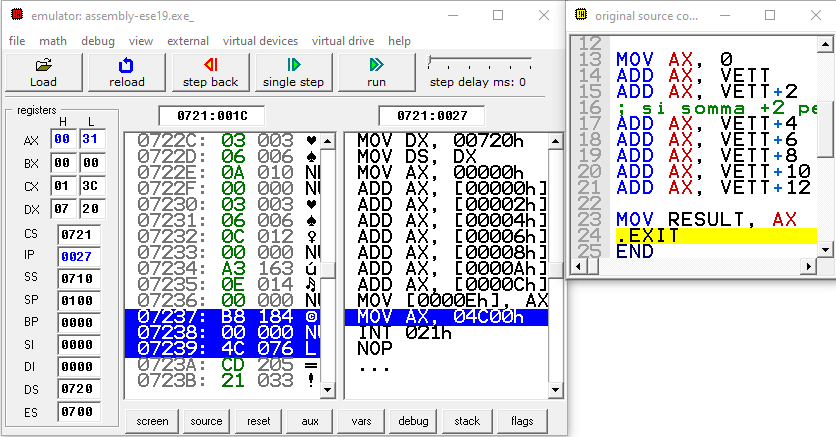 emulator: assembly-ese19.exe_
file math debug view external virtual devices virtual drive help
Load reload step back single step run step delay ms: 0
registers
H L
AX 00 31
BX 00 00
CX 01 3C
DX 07 20
CS 0721
IP 0027
SS 0710
SP 0100
BP 0000
SI 0000
DI 0000
DS 0720
ES 0700
0721:001C
0722C: 03 003 ♥
0722D: 06 006 ♠
0722E: 0A 010
0722F: 00 000
07230: 03 003 ♥
07231: 06 006 ♠
07232: 0C 012 ♀
07233: 00 000
07234: A3 163 ú
07235: 0E 014 ♫
07236: 00 000
07237: B8 184
07238: 00 000
07239: 4C 076 L
0723A: CD 205 =
0723B: 21 033 !
0721:0027
MOV DX, 00720h
MOV DS, DX
MOV AX, 00000h
ADD AX, [00000h]
ADD AX, [00002h]
ADD AX, [00004h]
ADD AX, [00006h]
ADD AX, [00008h]
ADD AX, [0000Ah]
ADD AX, [0000Ch]
MOV [0000Eh], AX
MOV AX, 04C00h
INT 021h
NOP
...
screen source reset aux vars debug stack flags
original source co...
12
13 MOV AX, 0
14 ADD AX, VETT
15 ADD AX, VETT+2
16 ; si somma +2 pe
17 ADD AX, VETT+4
18 ADD AX, VETT+6
19 ADD AX, VETT+8
20 ADD AX, VETT+10
21 ADD AX, VETT+12
22
23 MOV RESULT, AX
24 .EXIT
25 END